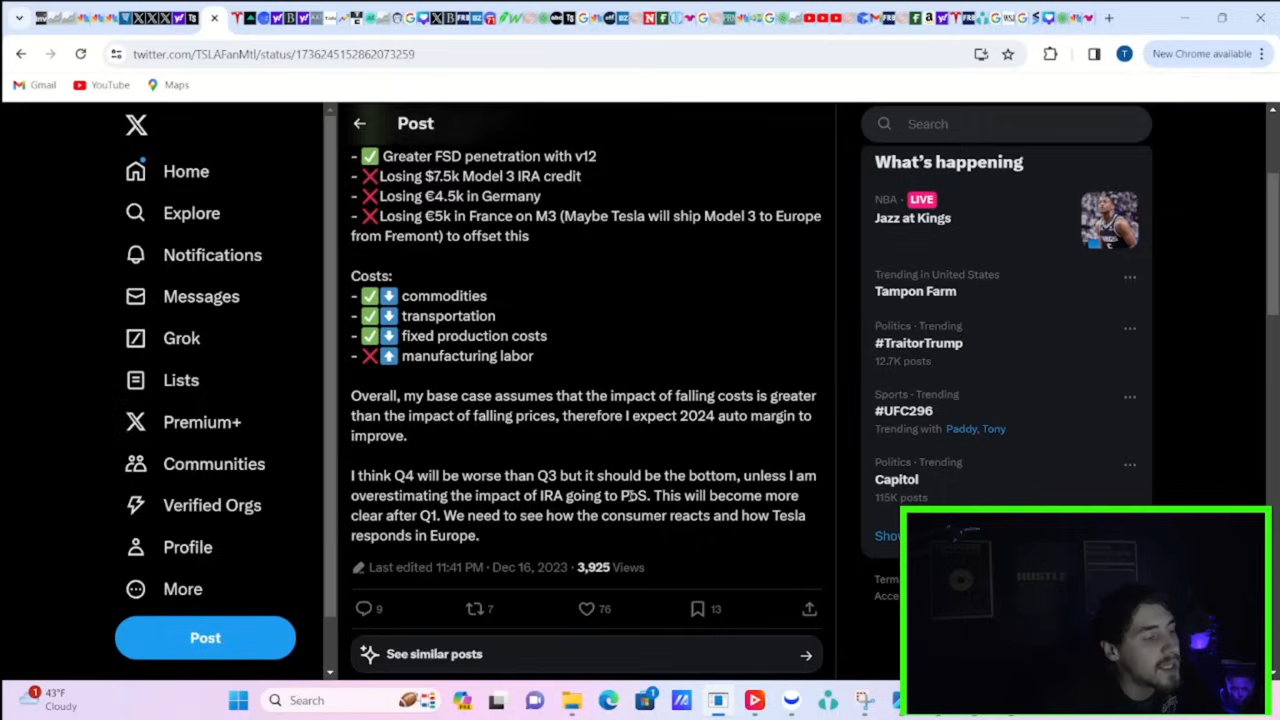 twitter.com/TSLAFanMtl/status/1736245152862073259
New Chrome available
Gmail
YouTube
Maps
Home
Explore
Notifications
Messages
Grok
Lists
Premium+
Communities
Verified Orgs
Profile
More
Post
Post
- ✅ Greater FSD penetration with v12
- ❌Losing $7.5k Model 3 IRA credit
- ❌Losing €4.5k in Germany
- ❌Losing €5k in France on M3 (Maybe Tesla will ship Model 3 to Europe
from Fremont) to offset this
Costs:
- ✅⬇️ commodities
- ✅⬇️ transportation
- ✅⬇️ fixed production costs
- ❌⬆️ manufacturing labor
Overall, my base case assumes that the impact of falling costs is greater
than the impact of falling prices, therefore I expect 2024 auto margin to
improve.
I think Q4 will be worse than Q3 but it should be the bottom, unless I am
overestimating the impact of IRA going to PoS. This will become more
clear after Q1. We need to see how the consumer reacts and how Tesla
responds in Europe.
Last edited 11:41 PM · Dec 16, 2023 · 3,925 Views
9
7
76
13
See similar posts
Search
What's happening
NBA · LIVE
Jazz at Kings
Trending in United States
Tampon Farm
Politics · Trending
#TraitorTrump
12.7K posts
Sports · Trending
#UFC296
Trending with Paddy, Tony
Politics · Trending
Capitol
115K posts
HUSTLE
1
43°F
Cloudy
Search
1